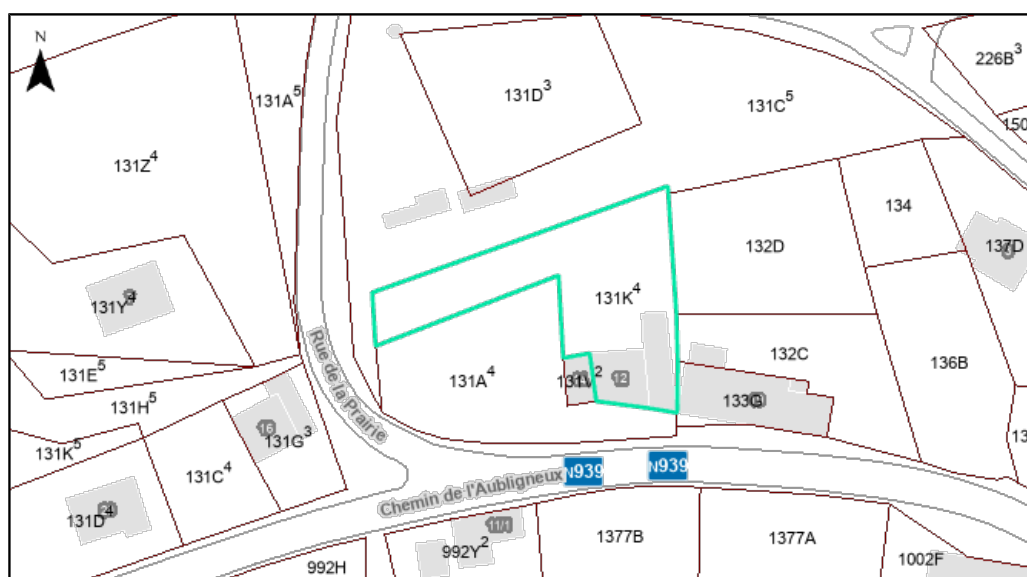 N
131D³
226B³
131A⁵
131C⁵
150
131Z⁴
134
132D
137D
131K⁴
131Y⁴
Rue de la Prairie
132C
136B
131E⁵
131A⁴
12
131H⁵
133G
16
131G³
131K⁵
131C⁴
N939
N939
Chemin de l'Aubligneux
131D⁴
11/1
992Y²
1377B
1377A
1002F
992H